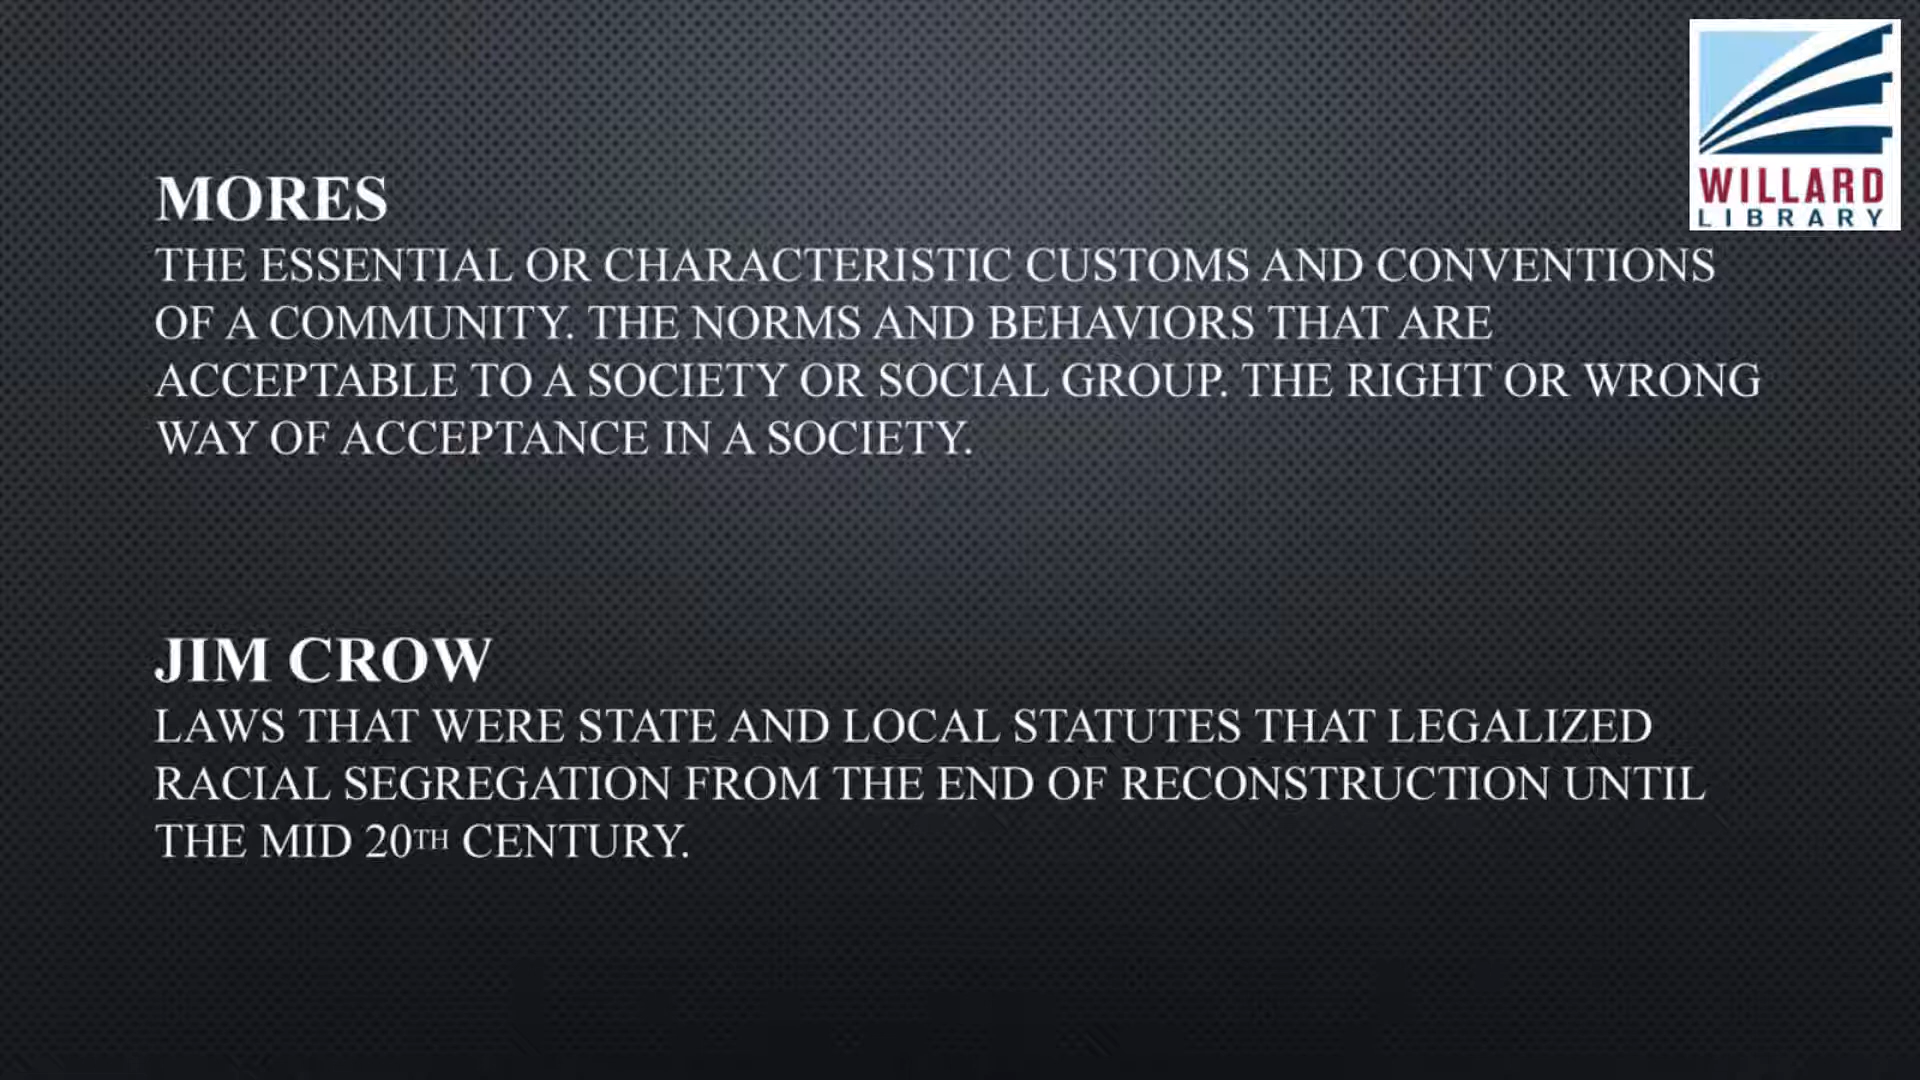 WILLARD
LIBRARY
MORES
THE ESSENTIAL OR CHARACTERISTIC CUSTOMS AND CONVENTIONS
OF A COMMUNITY. THE NORMS AND BEHAVIORS THAT ARE
ACCEPTABLE TO A SOCIETY OR SOCIAL GROUP. THE RIGHT OR WRONG
WAY OF ACCEPTANCE IN A SOCIETY.
JIM CROW
LAWS THAT WERE STATE AND LOCAL STATUTES THAT LEGALIZED
RACIAL SEGREGATION FROM THE END OF RECONSTRUCTION UNTIL
THE MID 20TH CENTURY.